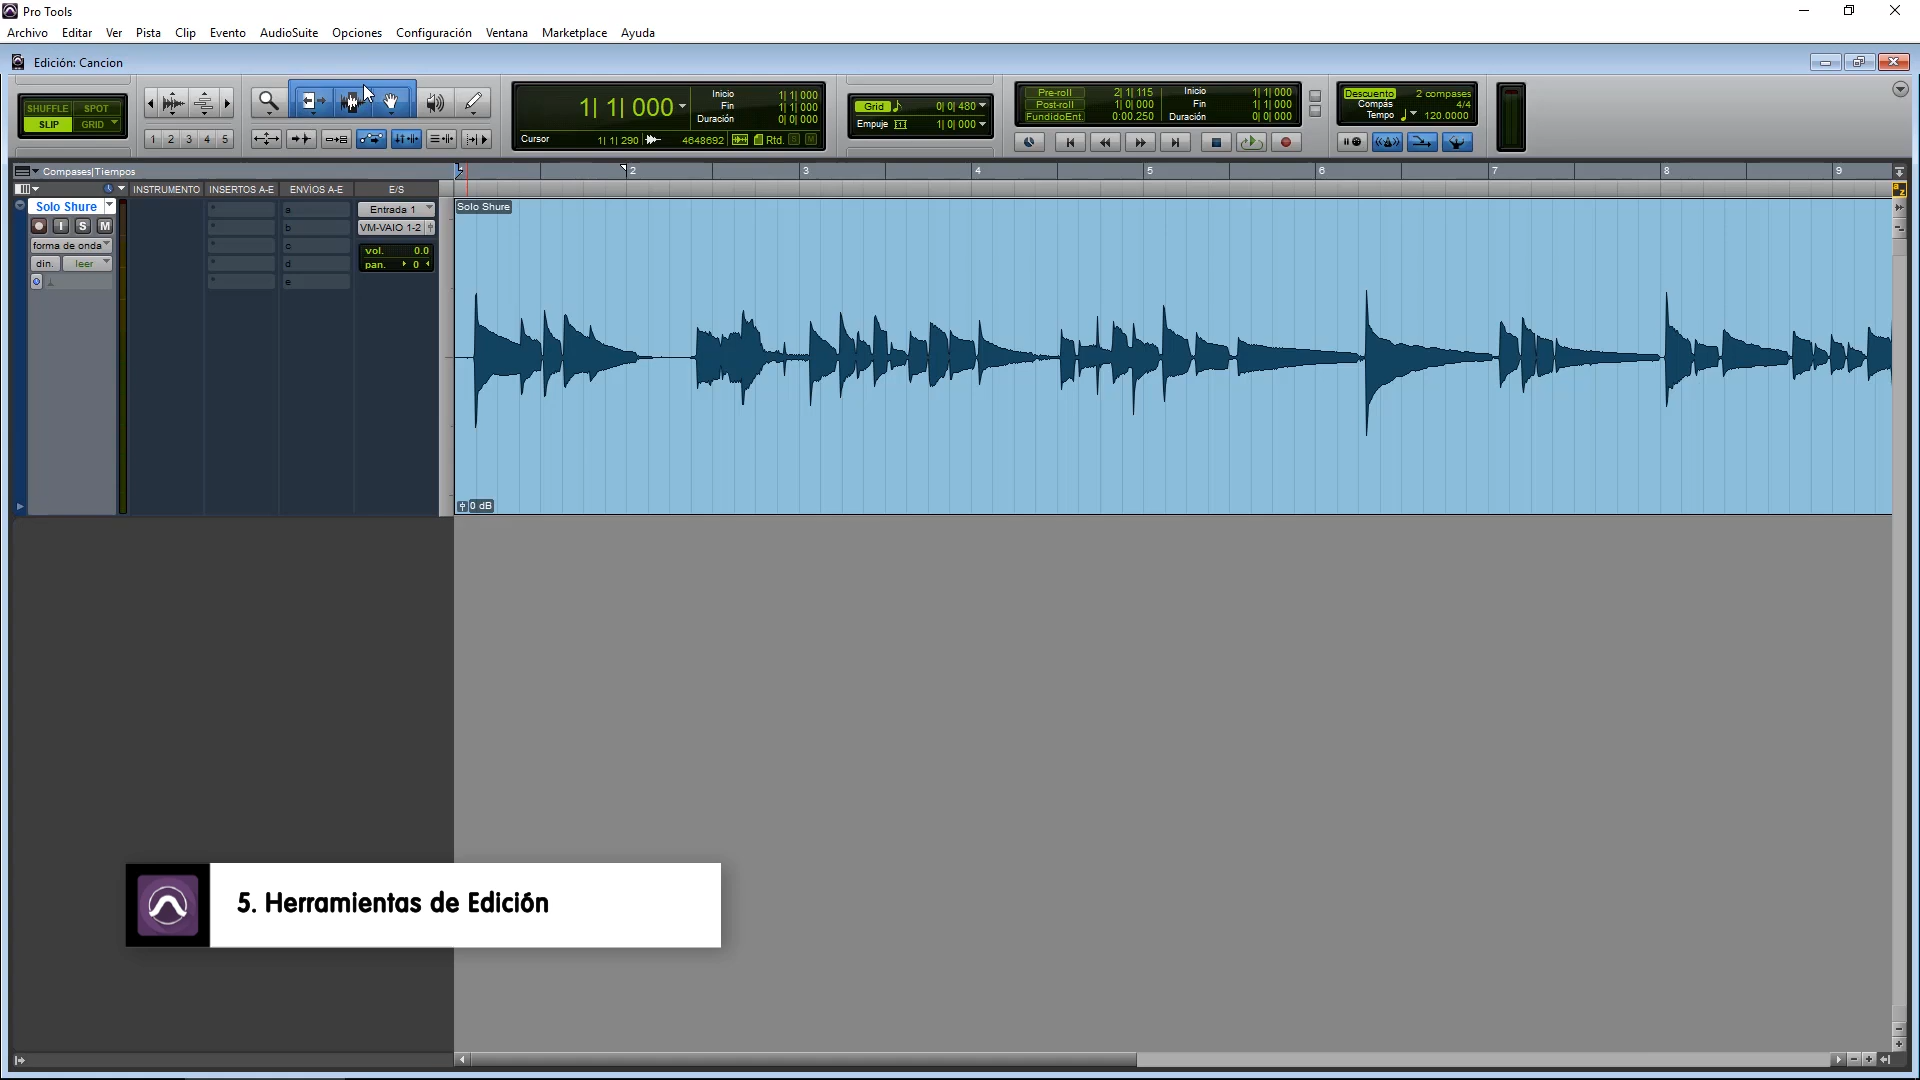 Pro Tools
Archivo Editar Ver Pista Clip Evento AudioSuite Opciones Configuración Ventana Marketplace Ayuda
Edición: Cancion
SHUFFLE SPOT
SLIP GRID
1 2 3 4 5
1| 1| 000
Inicio 1| 1| 000
Fin 1| 1| 000
Duración 0| 0| 000
Cursor 1| 1| 290 4648692 Rtd. S M
Grid 0| 0| 480
Empuje 1| 0| 000
Pre-roll 2| 1| 115 Inicio 1| 1| 000
Post-roll 1| 0| 000 Fin 1| 1| 000
FundidoEnt. 0:00.250 Duración 0| 0| 000
Descuento 2 compases
Compás 4/4
Tempo 120.0000
Compases|Tiempos
2 3 4 5 6 7 8 9
INSTRUMENTO INSERTOS A-E ENVÍOS A-E E/S
a z
Solo Shure
I S M
forma de onda
din. leer
a
b
c
d
e
Entrada 1
VM-VAIO 1-2
vol. 0.0
pan. 0
Solo Shure
0 dB
5. Herramientas de Edición